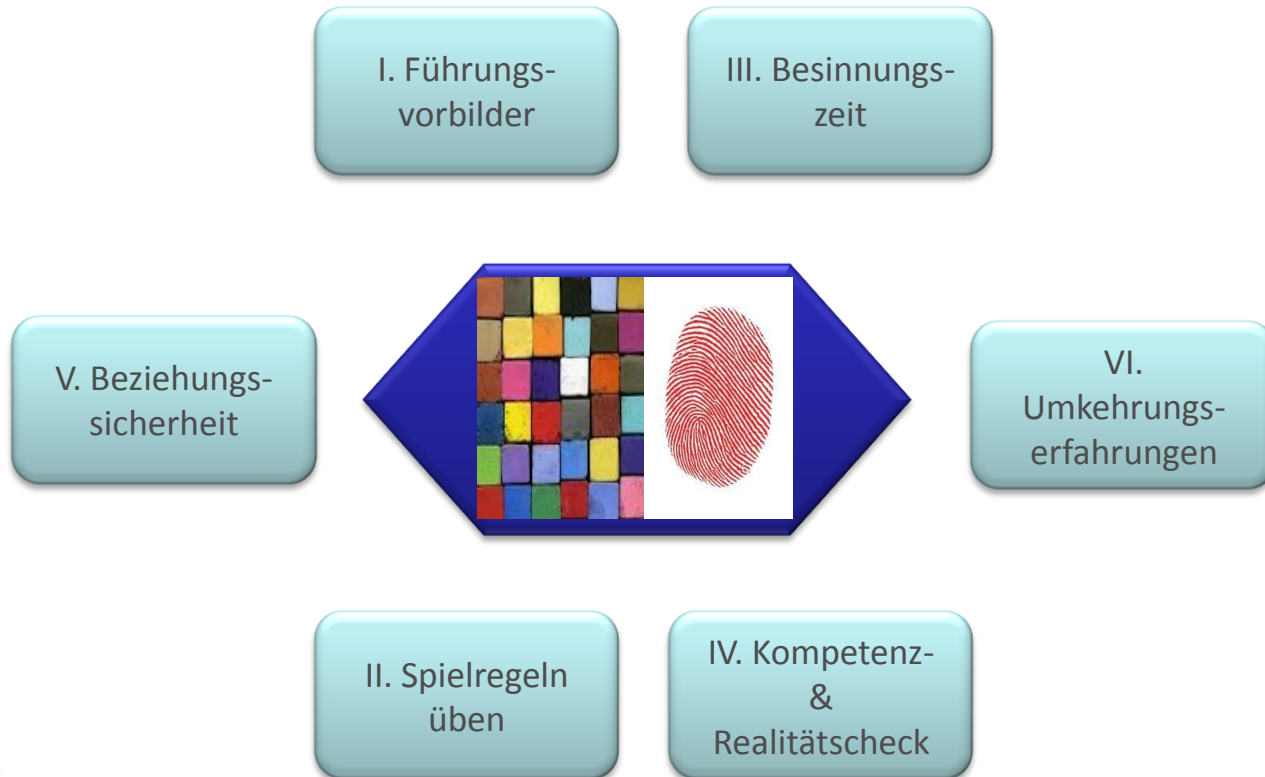 I. Führungs-
vorbilder
III. Besinnungs-
zeit
V. Beziehungs-
sicherheit
VI.
Umkehrungs-
erfahrungen
II. Spielregeln
üben
IV. Kompetenz-
&
Realitätscheck